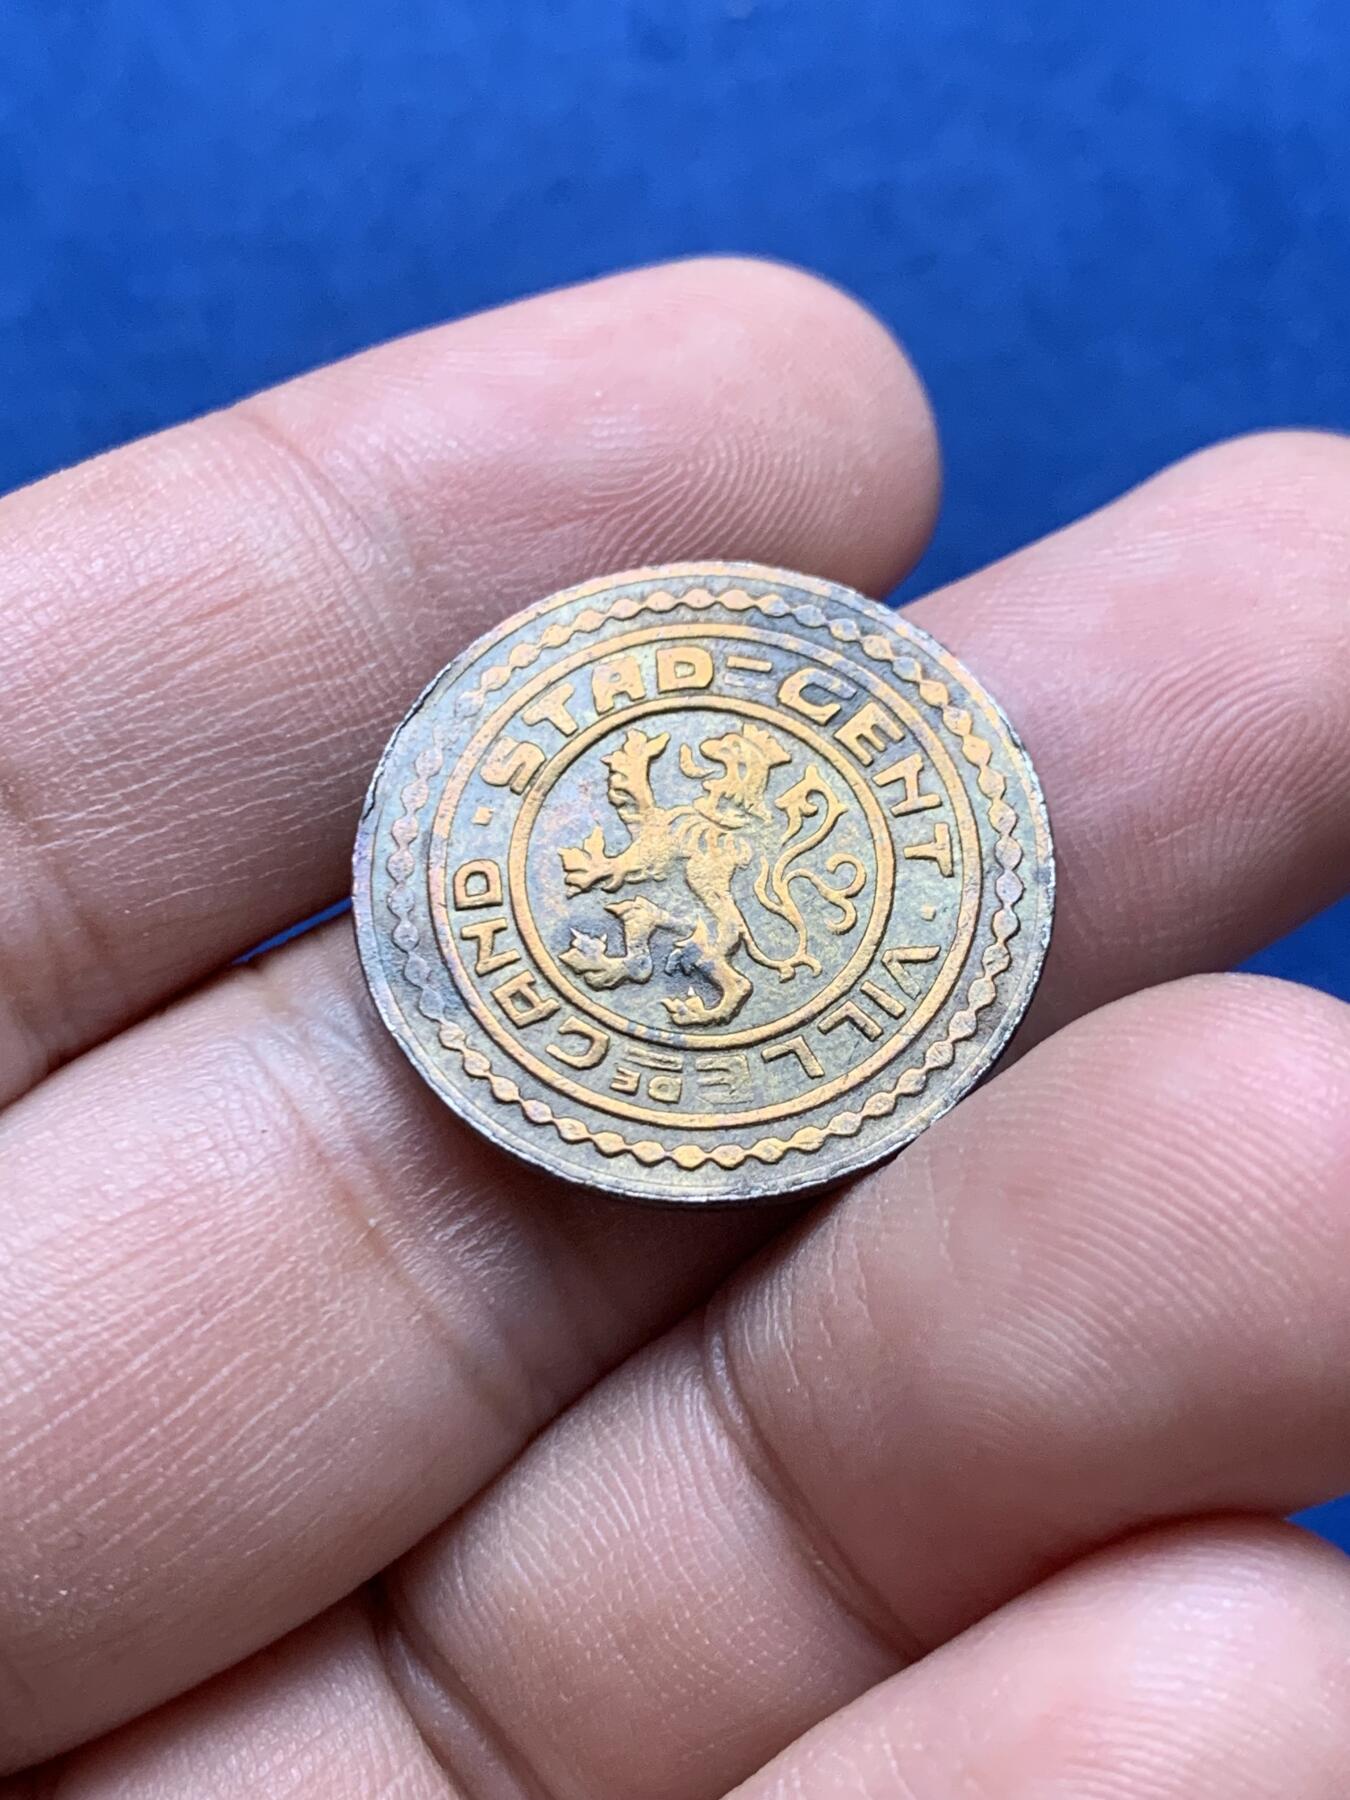 STAD=GENT · VILLE DE GAND ·